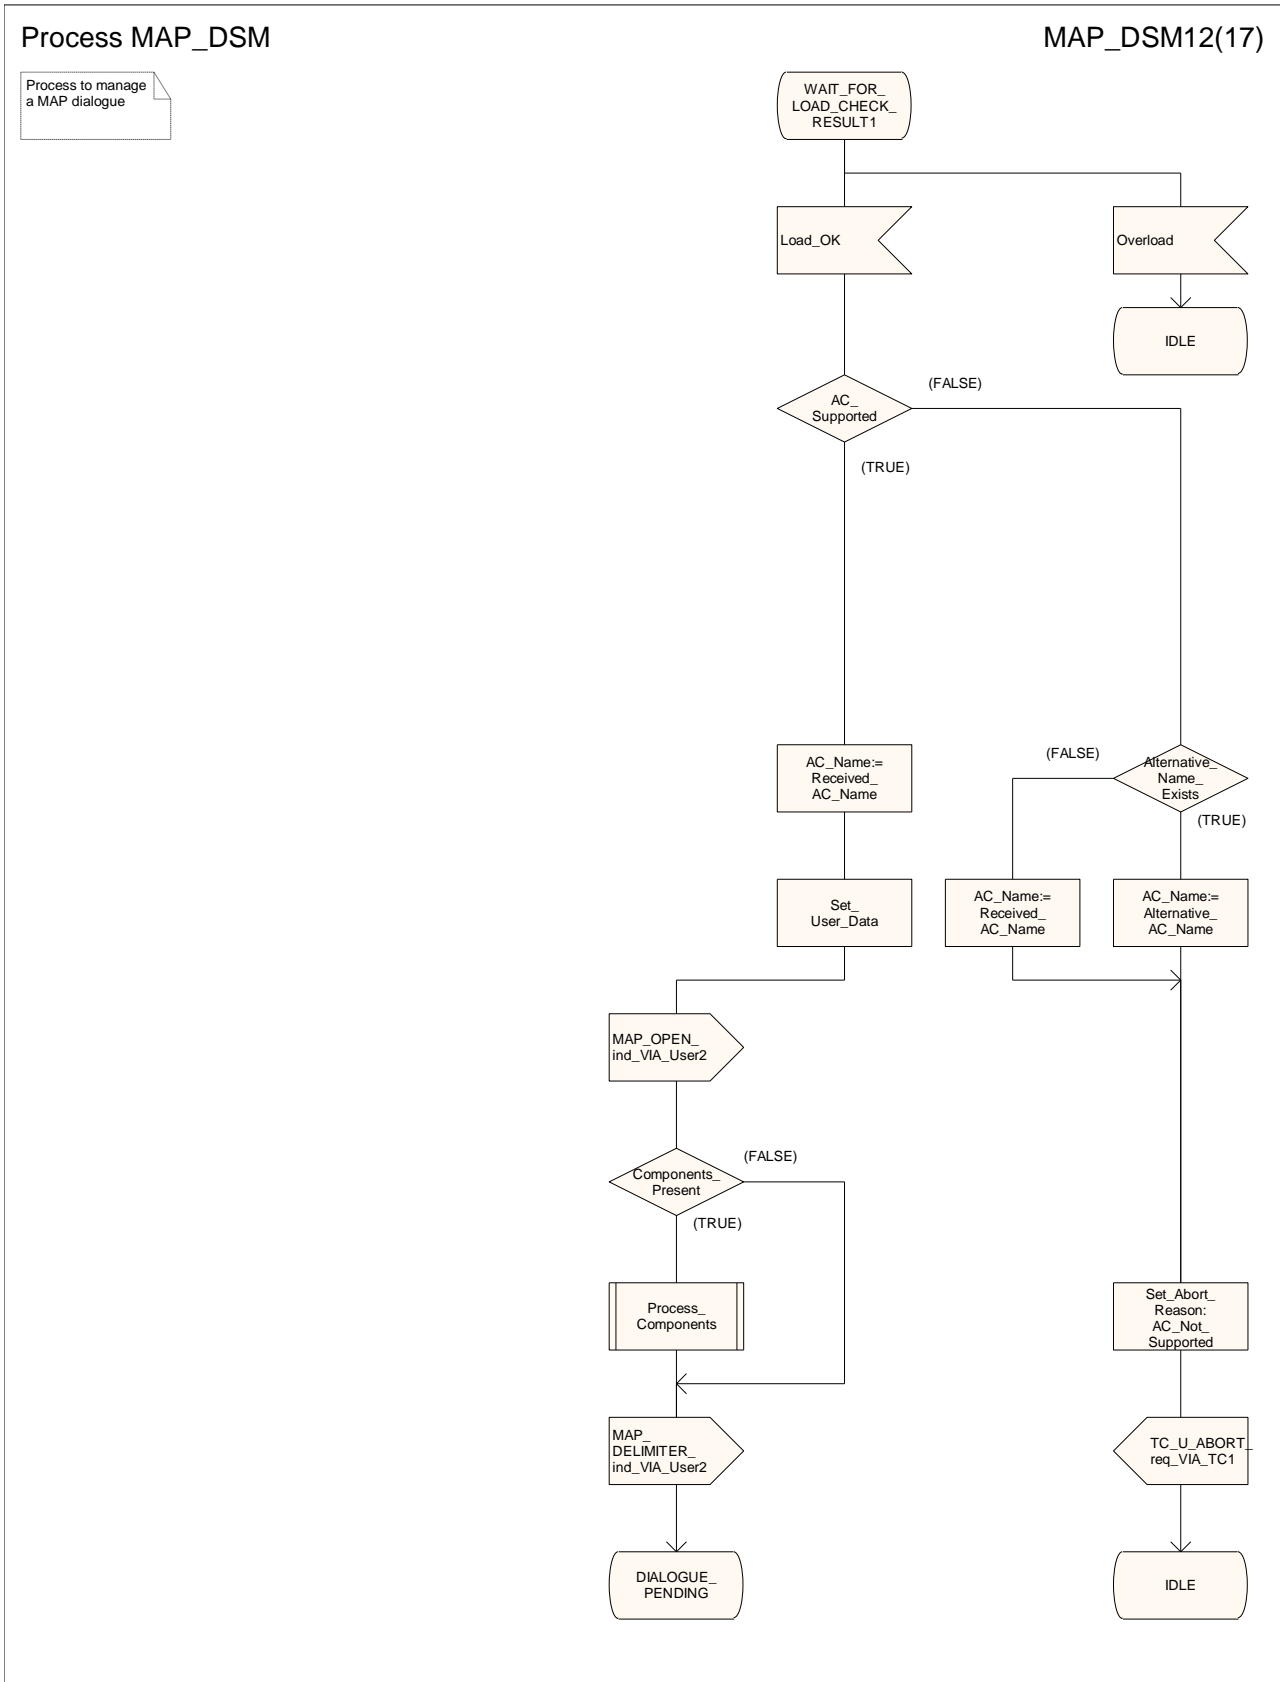 Process MAP_DSM
MAP_DSM12(17)
Process to manage
a MAP dialogue
WAIT_FOR_
LOAD_CHECK_
RESULT1
Load_OK
Overload
IDLE
AC_
Supported
(FALSE)
(TRUE)
AC_Name:=
Received_
AC_Name
(FALSE)
Alternative_
Name_
Exists
(TRUE)
Set_
User_Data
AC_Name:=
Received_
AC_Name
AC_Name:=
Alternative_
AC_Name
MAP_OPEN_
ind_VIA_User2
Components_
Present
(FALSE)
(TRUE)
Process_
Components
Set_Abort_
Reason:
AC_Not_
Supported
MAP_
DELIMITER_
ind_VIA_User2
TC_U_ABORT_
req_VIA_TC1
DIALOGUE_
PENDING
IDLE